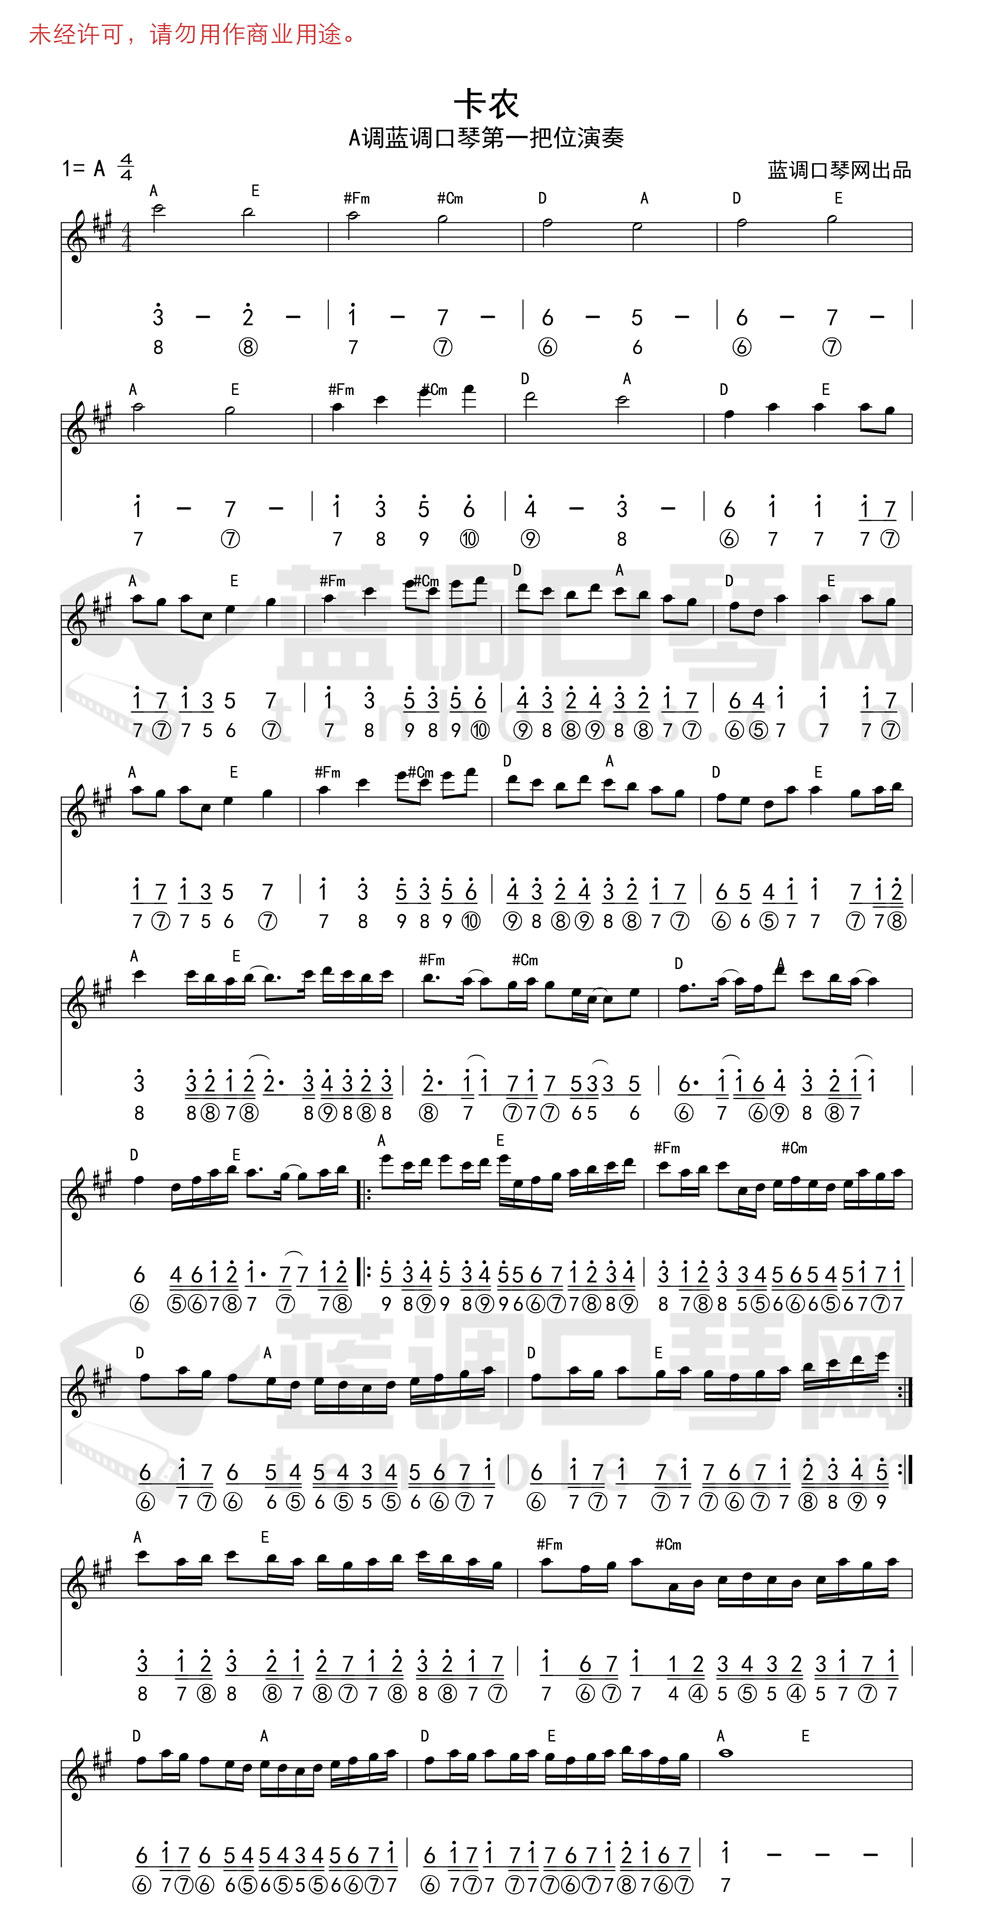 未经许可，请勿用作商业用途。
卡农
A调蓝调口琴第一把位演奏
1= A 4/4
蓝调口琴网出品
A E #Fm #Cm D A D E
3̇ – 2̇ – | 1̇ – 7 – | 6 – 5 – | 6 – 7 – |
8 ⑧ 7 ⑦ ⑥ 6 ⑥ ⑦
A E #Fm #Cm D A D E
1̇ – 7 – | 1̇ 3̇ 5̇ 6̇ | 4̇ – 3̇ – | 6 1̇ 1̇ 1̇ 7 |
7 ⑦ 7 8 9 ⑩ ⑨ 8 ⑥ 7 7 7 ⑦
蓝调口琴网
tenholes.com
A E #Fm #Cm D A D E
1̇ 7 1̇ 3 5 7 | 1̇ 3̇ 5̇ 3̇ 5̇ 6̇ | 4̇ 3̇ 2̇ 4̇ 3̇ 2̇ 1̇ 7 | 6 4 1̇ 1̇ 1̇ 7 |
7 ⑦ 7 5 6 ⑦ 7 8 9 8 9 ⑩ ⑨ 8 ⑧ ⑨ 8 ⑧ 7 ⑦ ⑥ ⑤ 7 7 7 ⑦
A E #Fm #Cm D A D E
1̇ 7 1̇ 3 5 7 | 1̇ 3̇ 5̇ 3̇ 5̇ 6̇ | 4̇ 3̇ 2̇ 4̇ 3̇ 2̇ 1̇ 7 | 6 5 4 1̇ 1̇ 7 1̇ 2̇ |
7 ⑦ 7 5 6 ⑦ 7 8 9 8 9 ⑩ ⑨ 8 ⑧ ⑨ 8 ⑧ 7 ⑦ ⑥ 6 ⑤ 7 7 ⑦ 7 ⑧
A E #Fm #Cm D A
3̇ 3̇ 2̇ 1̇ 2̇ 2̇· 3̇ 4̇ 3̇ 2̇ 3̇ | 2̇· 1̇ 1̇ 7 1̇ 7 5 3 3 5 | 6· 1̇ 1̇ 6 4̇ 3̇ 2̇ 1̇ 1̇ |
8 8 ⑧ 7 ⑧ 8 ⑨ 8 ⑧ 8 ⑧ 7 ⑦ 7 ⑦ 6 5 6 ⑥ 7 ⑥ ⑨ 8 ⑧ 7
D E A E #Fm #Cm
6 4 6 1̇ 2̇ 1̇· 7 7 1̇ 2̇ |: 5̇ 3̇ 4̇ 5̇ 3̇ 4̇ 5̇ 5 6 7 1̇ 2̇ 3̇ 4̇ | 3̇ 1̇ 2̇ 3̇ 3 4 5 6 5 4 5 1̇ 7 1̇ |
⑥ ⑤ ⑥ 7 ⑧ 7 ⑦ 7 ⑧ 9 8 ⑨ 9 8 ⑨ 9 6 ⑥ ⑦ 7 ⑧ 8 ⑨ 8 7 ⑧ 8 5 ⑤ 6 ⑥ 6 ⑤ 6 7 ⑦ 7
蓝调口琴网
tenholes.com
D A D E
6 1̇ 7 6 5 4 5 4 3 4 5 6 7 1̇ | 6 1̇ 7 1̇ 7 1̇ 7 6 7 1̇ 2̇ 3̇ 4̇ 5̇ :|
⑥ 7 ⑦ ⑥ 6 ⑤ 6 ⑤ 5 ⑤ 6 ⑥ ⑦ 7 ⑥ 7 ⑦ 7 ⑦ 7 ⑦ ⑥ ⑦ 7 ⑧ 8 ⑨ 9
A E #Fm #Cm
3̇ 1̇ 2̇ 3̇ 2̇ 1̇ 2̇ 7 1̇ 2̇ 3̇ 2̇ 1̇ 7 | 1̇ 6 7 1̇ 1 2 3 4 3 2 3 1̇ 7 1̇ |
8 7 ⑧ 8 ⑧ 7 ⑧ ⑦ 7 ⑧ 8 ⑧ 7 ⑦ 7 ⑥ ⑦ 7 4 ④ 5 ⑤ 5 ④ 5 7 ⑦ 7
D A D E A E
6 1̇ 7 6 5 4 5 4 3 4 5 6 7 1̇ | 6 1̇ 7 1̇ 7 1̇ 7 6 7 1̇ 2̇ 1̇ 6 7 | 1̇ – – – |
⑥ 7 ⑦ ⑥ 6 ⑤ 6 ⑤ 5 ⑤ 6 ⑥ ⑦ 7 ⑥ 7 ⑦ 7 ⑦ 7 ⑦ ⑥ ⑦ 7 ⑧ 7 ⑥ ⑦ 7